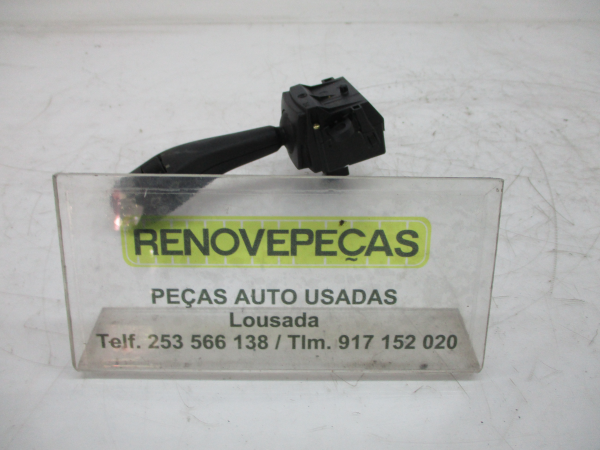 RENOVEPEÇAS
PEÇAS AUTO USADAS
Lousada
Telf. 253 566 138 / Tlm. 917 152 020